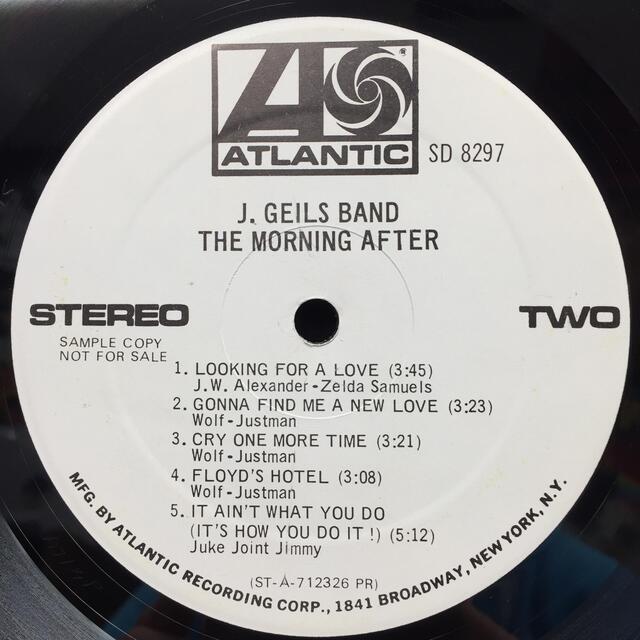 ATLANTIC SD 8297
J. GEILS BAND
THE MORNING AFTER
STEREO
TWO
SAMPLE COPY
NOT FOR SALE
1. LOOKING FOR A LOVE (3:45)
J.W. Alexander-Zelda Samuels
2. GONNA FIND ME A NEW LOVE (3:23)
Wolf-Justman
3. CRY ONE MORE TIME (3:21)
Wolf-Justman
4. FLOYD'S HOTEL (3:08)
Wolf-Justman
5. IT AIN'T WHAT YOU DO
(IT'S HOW YOU DO IT!) (5:12)
Juke Joint Jimmy
(ST-A-712326 PR)
MFG. BY ATLANTIC RECORDING CORP., 1841 BROADWAY, NEW YORK, N.Y.